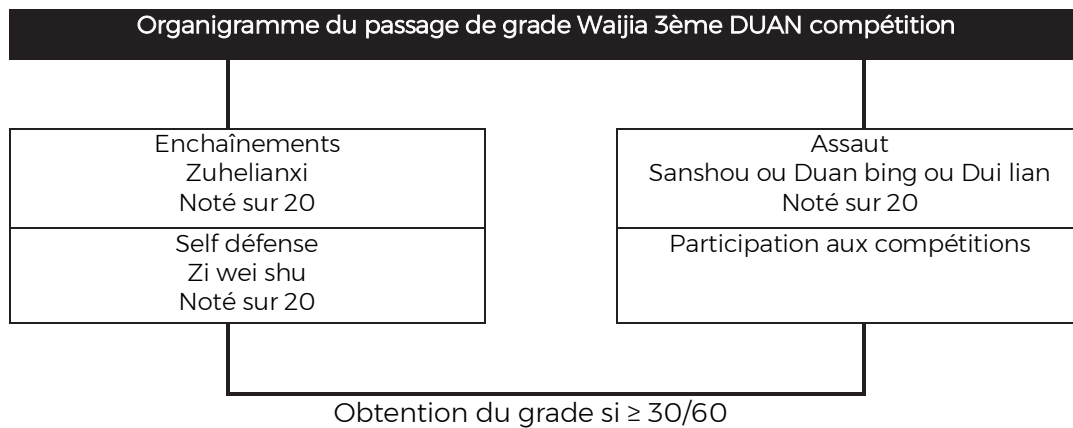 Organigramme du passage de grade Waijia 3ème DUAN compétition
Enchaînements
Zuhelianxi
Noté sur 20
Self défense
Zi wei shu
Noté sur 20
Assaut
Sanshou ou Duan bing ou Dui lian
Noté sur 20
Participation aux compétitions
Obtention du grade si ≥ 30/60